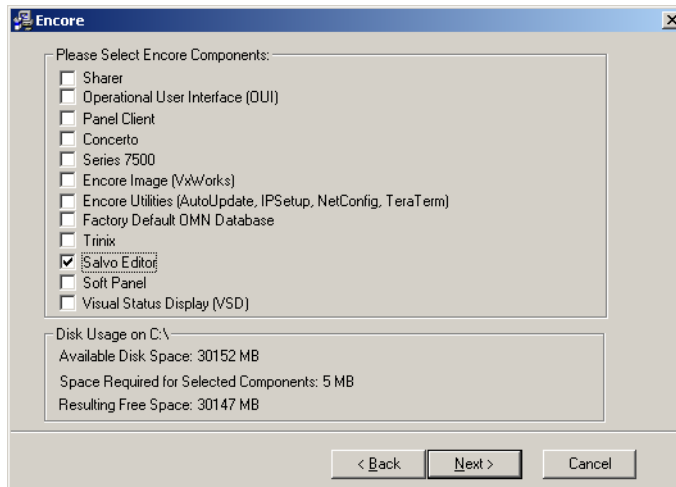 Encore
Please Select Encore Components:
Sharer
Operational User Interface (OUI)
Panel Client
Concerto
Series 7500
Encore Image (VxWorks)
Encore Utilities (AutoUpdate, IPSetup, NetConfig, TeraTerm)
Factory Default OMN Database
Trinix
Salvo Editor
Soft Panel
Visual Status Display (VSD)
Disk Usage on C:\
Available Disk Space: 30152 MB
Space Required for Selected Components: 5 MB
Resulting Free Space: 30147 MB
< Back Next > Cancel